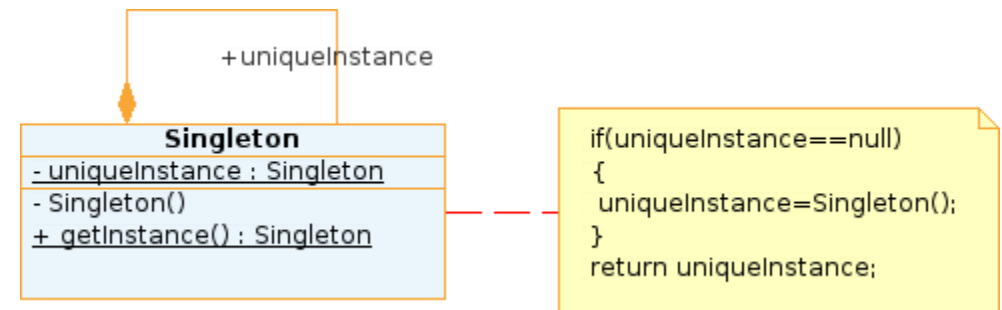 +uniqueInstance
Singleton
- uniqueInstance : Singleton
- Singleton()
+ getInstance() : Singleton
if(uniqueInstance==null)
{
uniqueInstance=Singleton();
}
return uniqueInstance;